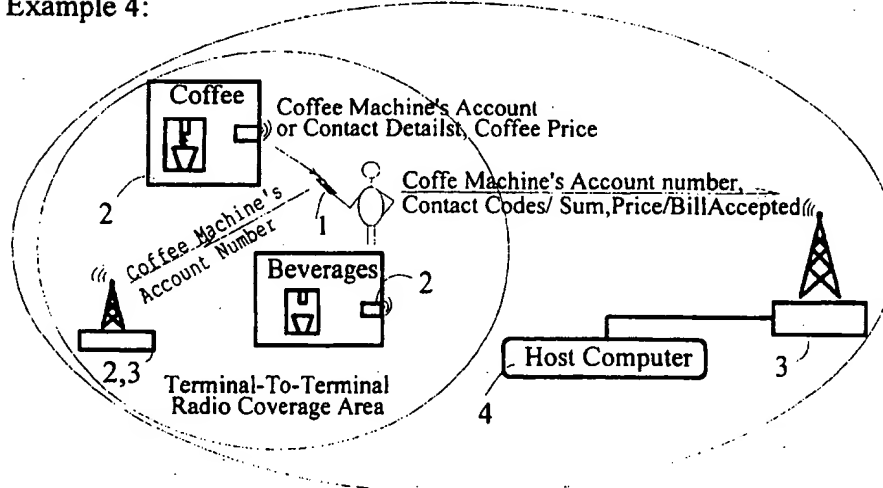 Example 4:
Coffee
Coffee Machine's Account
or Contact Detailst, Coffee Price
2
1
Coffe Machine's Account number,
Contact Codes/ Sum,Price/BillAccepted
Coffee Machine's
Account Number
Beverages
2
2,3
Terminal-To-Terminal
Radio Coverage Area
Host Computer
4
3